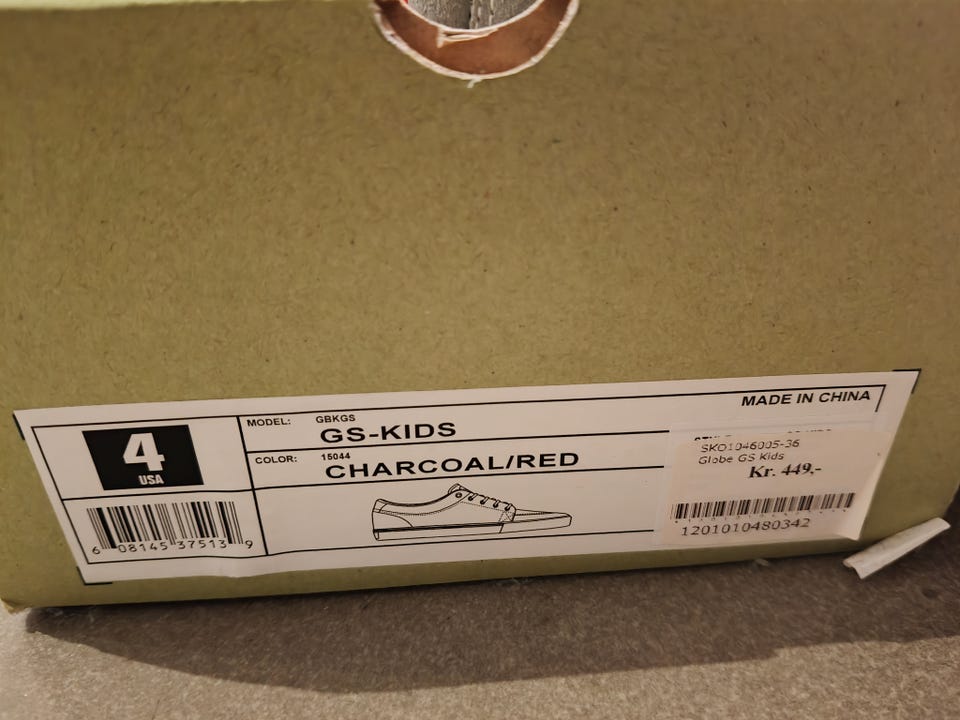 4
USA
6 08145 37513 9
MODEL: GBKGS
GS-KIDS
COLOR: 15044
CHARCOAL/RED
MADE IN CHINA
SKO1046005-36
Globe GS Kids
Kr. 449,-
1201010480342